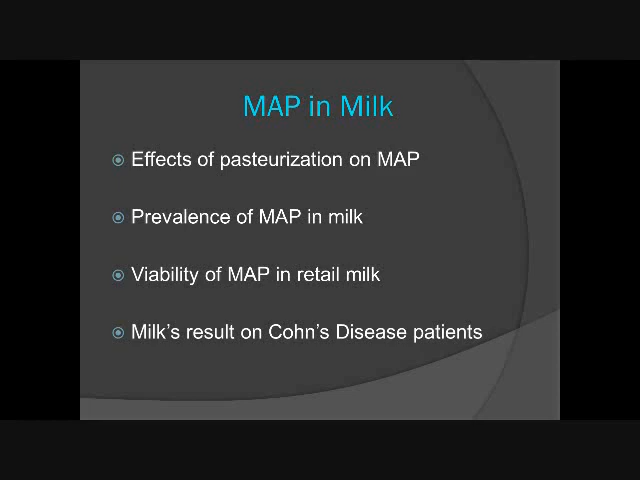 MAP in Milk
Effects of pasteurization on MAP
Prevalence of MAP in milk
Viability of MAP in retail milk
Milk's result on Cohn's Disease patients